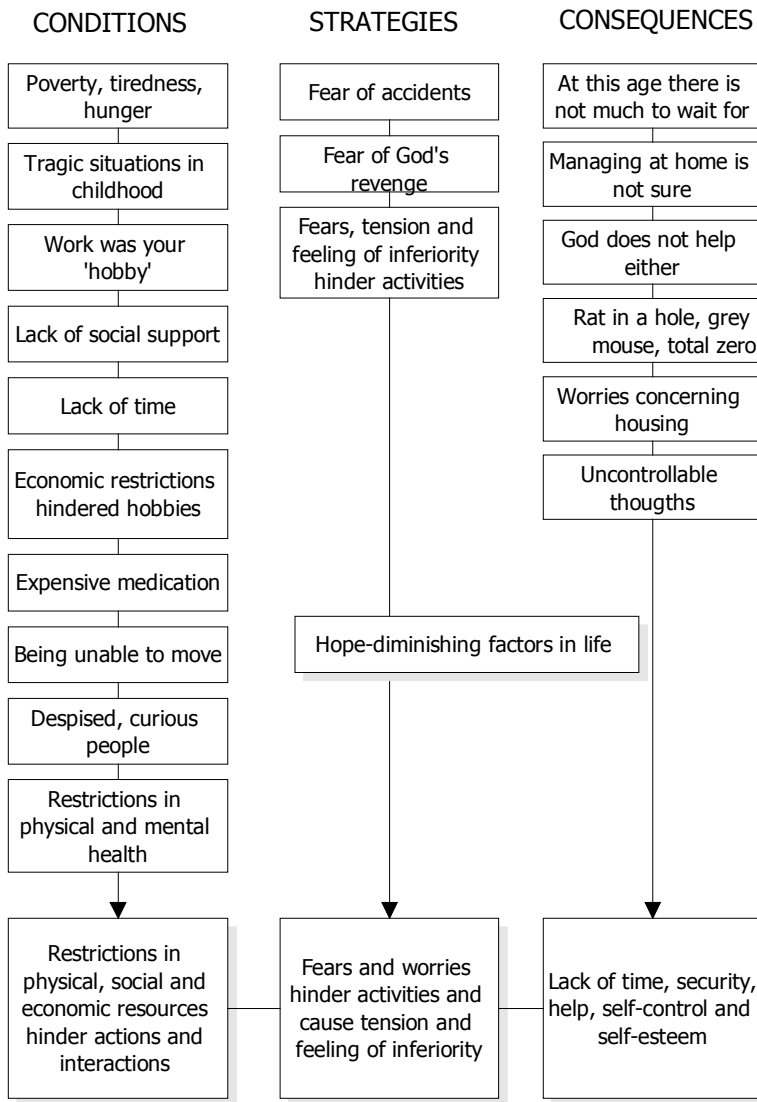 CONDITIONS
Poverty, tiredness,
hunger
Tragic situations in
childhood
Work was your
'hobby'
Lack of social support
Lack of time
Economic restrictions
hindered hobbies
Expensive medication
Being unable to move
Despised, curious
people
Restrictions in
physical and mental
health
Restrictions in
physical, social and
economic resources
hinder actions and
interactions
STRATEGIES
Fear of accidents
Fear of God's
revenge
Fears, tension and
feeling of inferiority
hinder activities
Hope-diminishing factors in life
Fears and worries
hinder activities and
cause tension and
feeling of inferiority
CONSEQUENCES
At this age there is
not much to wait for
Managing at home is
not sure
God does not help
either
Rat in a hole, grey
mouse, total zero
Worries concerning
housing
Uncontrollable
thougths
Lack of time, security,
help, self-control and
self-esteem